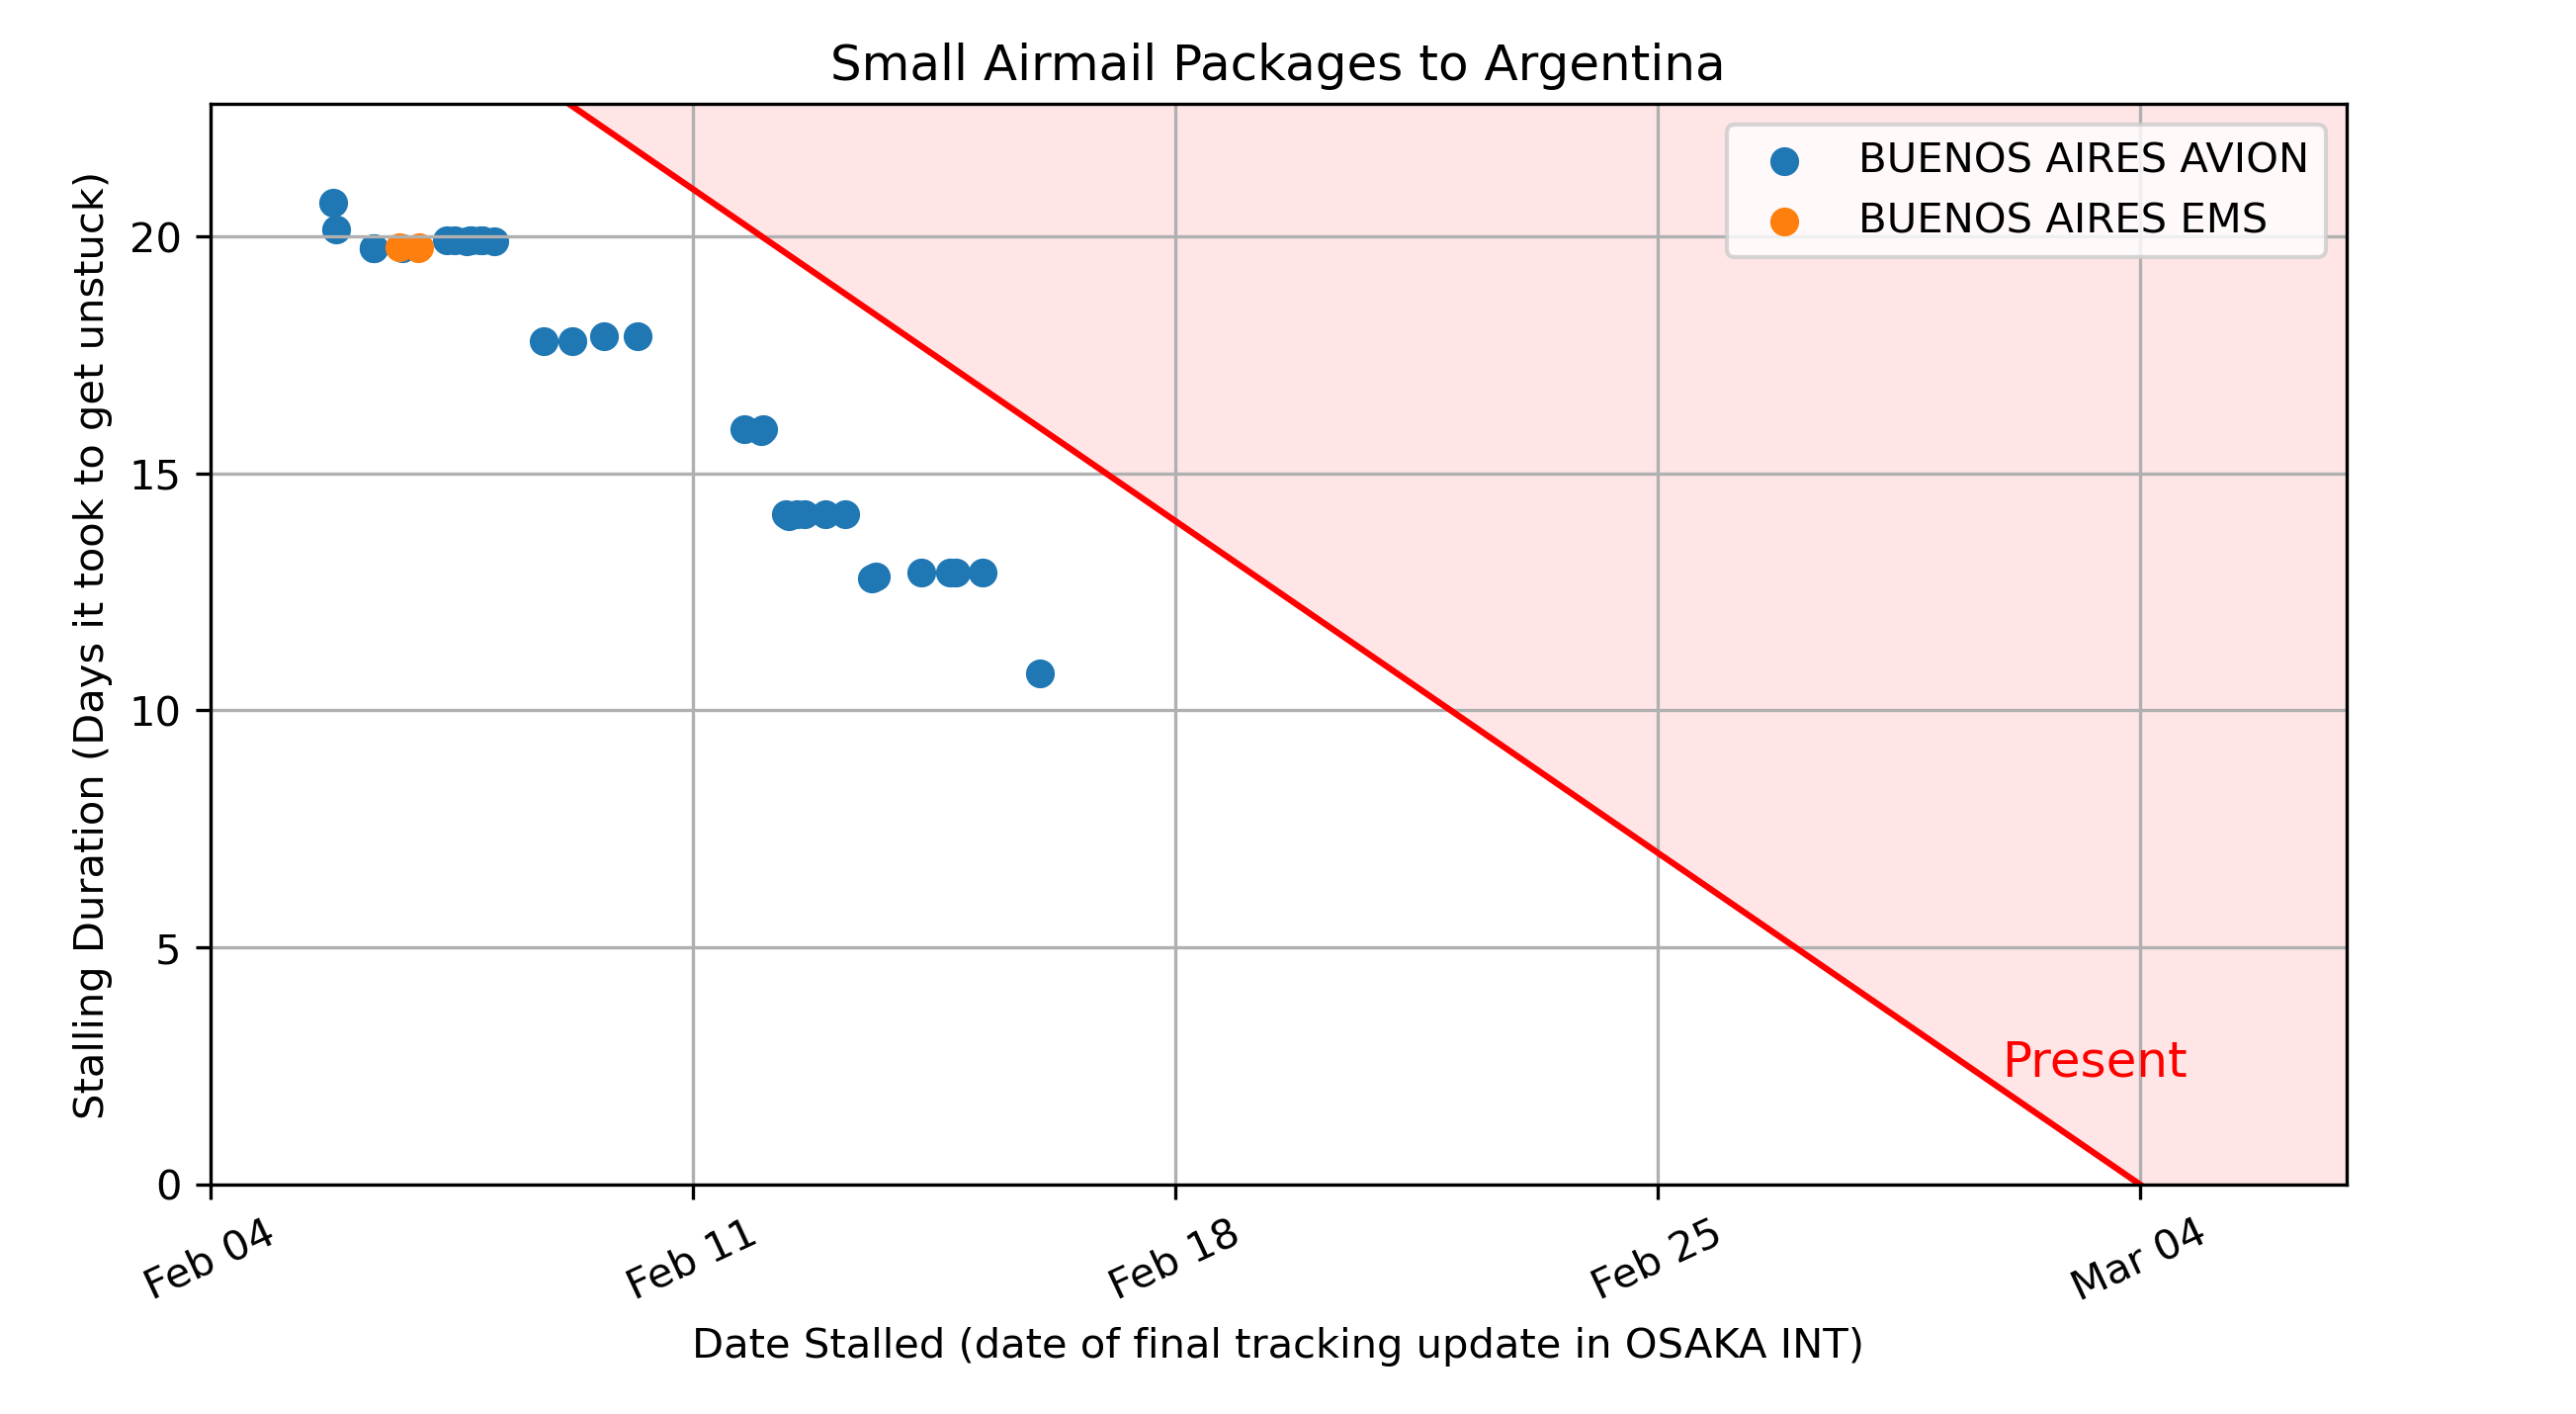 Small Airmail Packages to Argentina
BUENOS AIRES AVION
BUENOS AIRES EMS
Stalling Duration (Days it took to get unstuck)
20
15
10
5
0
Present
Feb 04
Feb 11
Feb 18
Feb 25
Mar 04
Date Stalled (date of final tracking update in OSAKA INT)